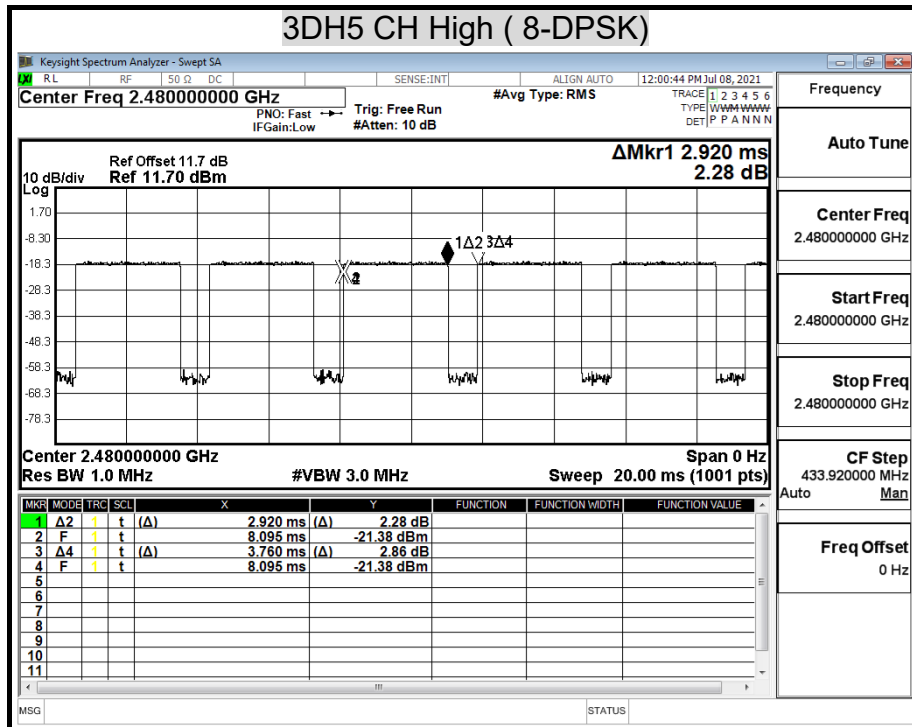 3DH5 CH High ( 8-DPSK)
Keysight Spectrum Analyzer - Swept SA
LXI RL RF 50 Ω DC SENSE:INT ALIGN AUTO 12:00:44 PM Jul 08, 2021
Center Freq 2.480000000 GHz
PNO: Fast
IFGain:Low
Trig: Free Run
#Atten: 10 dB
#Avg Type: RMS
TRACE 1 2 3 4 5 6
TYPE WWMWWWW
DET P P A N N N
Frequency
Auto Tune
Center Freq
2.480000000 GHz
Start Freq
2.480000000 GHz
Stop Freq
2.480000000 GHz
CF Step
433.920000 MHz
Auto Man
Freq Offset
0 Hz
ΔMkr1 2.920 ms
2.28 dB
Ref Offset 11.7 dB
10 dB/div Ref 11.70 dBm
Log
1.70
-8.30
-18.3
-28.3
-38.3
-48.3
-58.3
-68.3
-78.3
1Δ2 3Δ4
Center 2.480000000 GHz Span 0 Hz
Res BW 1.0 MHz #VBW 3.0 MHz Sweep 20.00 ms (1001 pts)
MKR MODE TRC SCL X Y FUNCTION FUNCTION WIDTH FUNCTION VALUE
1 Δ2 1 t (Δ) 2.920 ms (Δ) 2.28 dB
2 F 1 t 8.095 ms -21.38 dBm
3 Δ4 1 t (Δ) 3.760 ms (Δ) 2.86 dB
4 F 1 t 8.095 ms -21.38 dBm
5
6
7
8
9
10
11
MSG STATUS